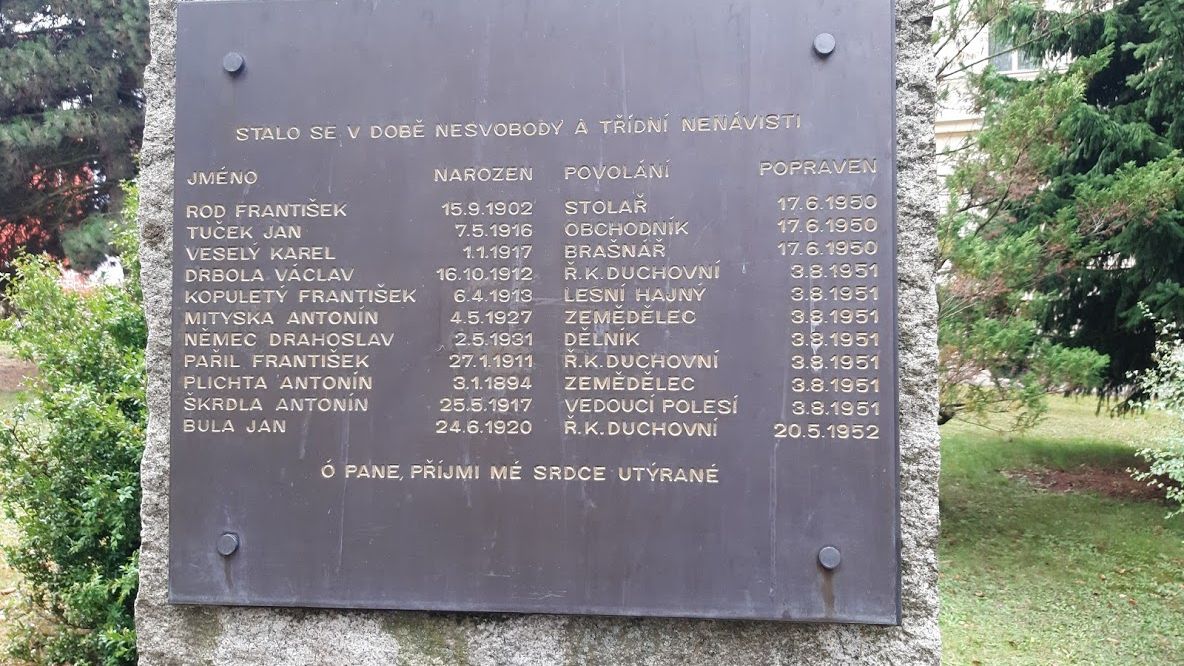 STALO SE V DOBĚ NESVOBODY A TŘÍDNÍ NENÁVISTI
JMÉNO NAROZEN POVOLÁNÍ POPRAVEN
ROD FRANTIŠEK 15.9.1902 STOLAŘ 17.6.1950
TUČEK JAN 7.5.1916 OBCHODNÍK 17.6.1950
VESELÝ KAREL 1.1.1917 BRAŠNÁŘ 17.6.1950
DRBOLA VÁCLAV 16.10.1912 Ř.K.DUCHOVNÍ 3.8.1951
KOPULETÝ FRANTIŠEK 6.4.1913 LESNÍ HAJNÝ 3.8.1951
MITYSKA ANTONÍN 4.5.1927 ZEMĚDĚLEC 3.8.1951
NĚMEC DRAHOSLAV 2.5.1931 DĚLNÍK 3.8.1951
PAŘIL FRANTIŠEK 27.1.1911 Ř.K.DUCHOVNÍ 3.8.1951
PLICHTA ANTONÍN 3.1.1894 ZEMĚDĚLEC 3.8.1951
ŠKRDLA ANTONÍN 25.5.1917 VEDOUCÍ POLESÍ 3.8.1951
BULA JAN 24.6.1920 Ř.K.DUCHOVNÍ 20.5.1952
Ó PANE, PŘÍJMI MÉ SRDCE UTÝRANÉ